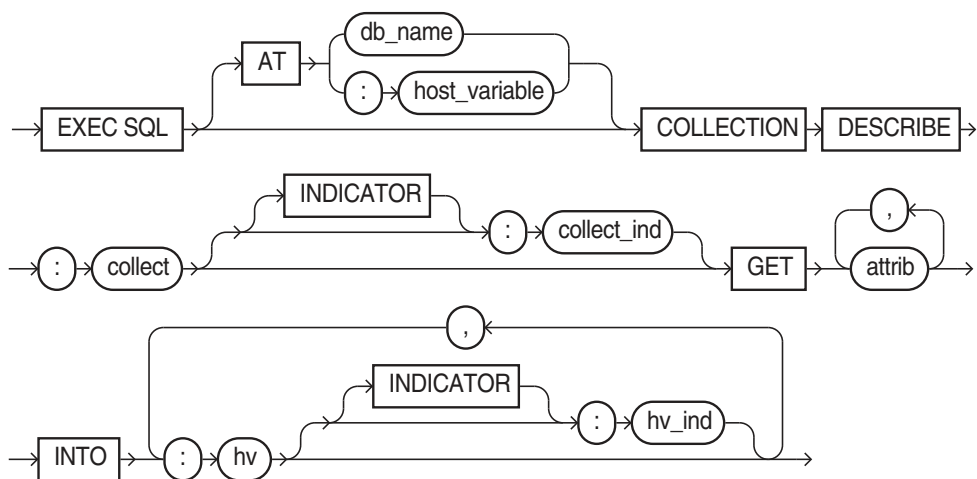 db_name
AT
: host_variable
EXEC SQL COLLECTION DESCRIBE
INDICATOR ,
: collect_ind
: collect GET attrib
,
INDICATOR
: hv_ind
INTO : hv